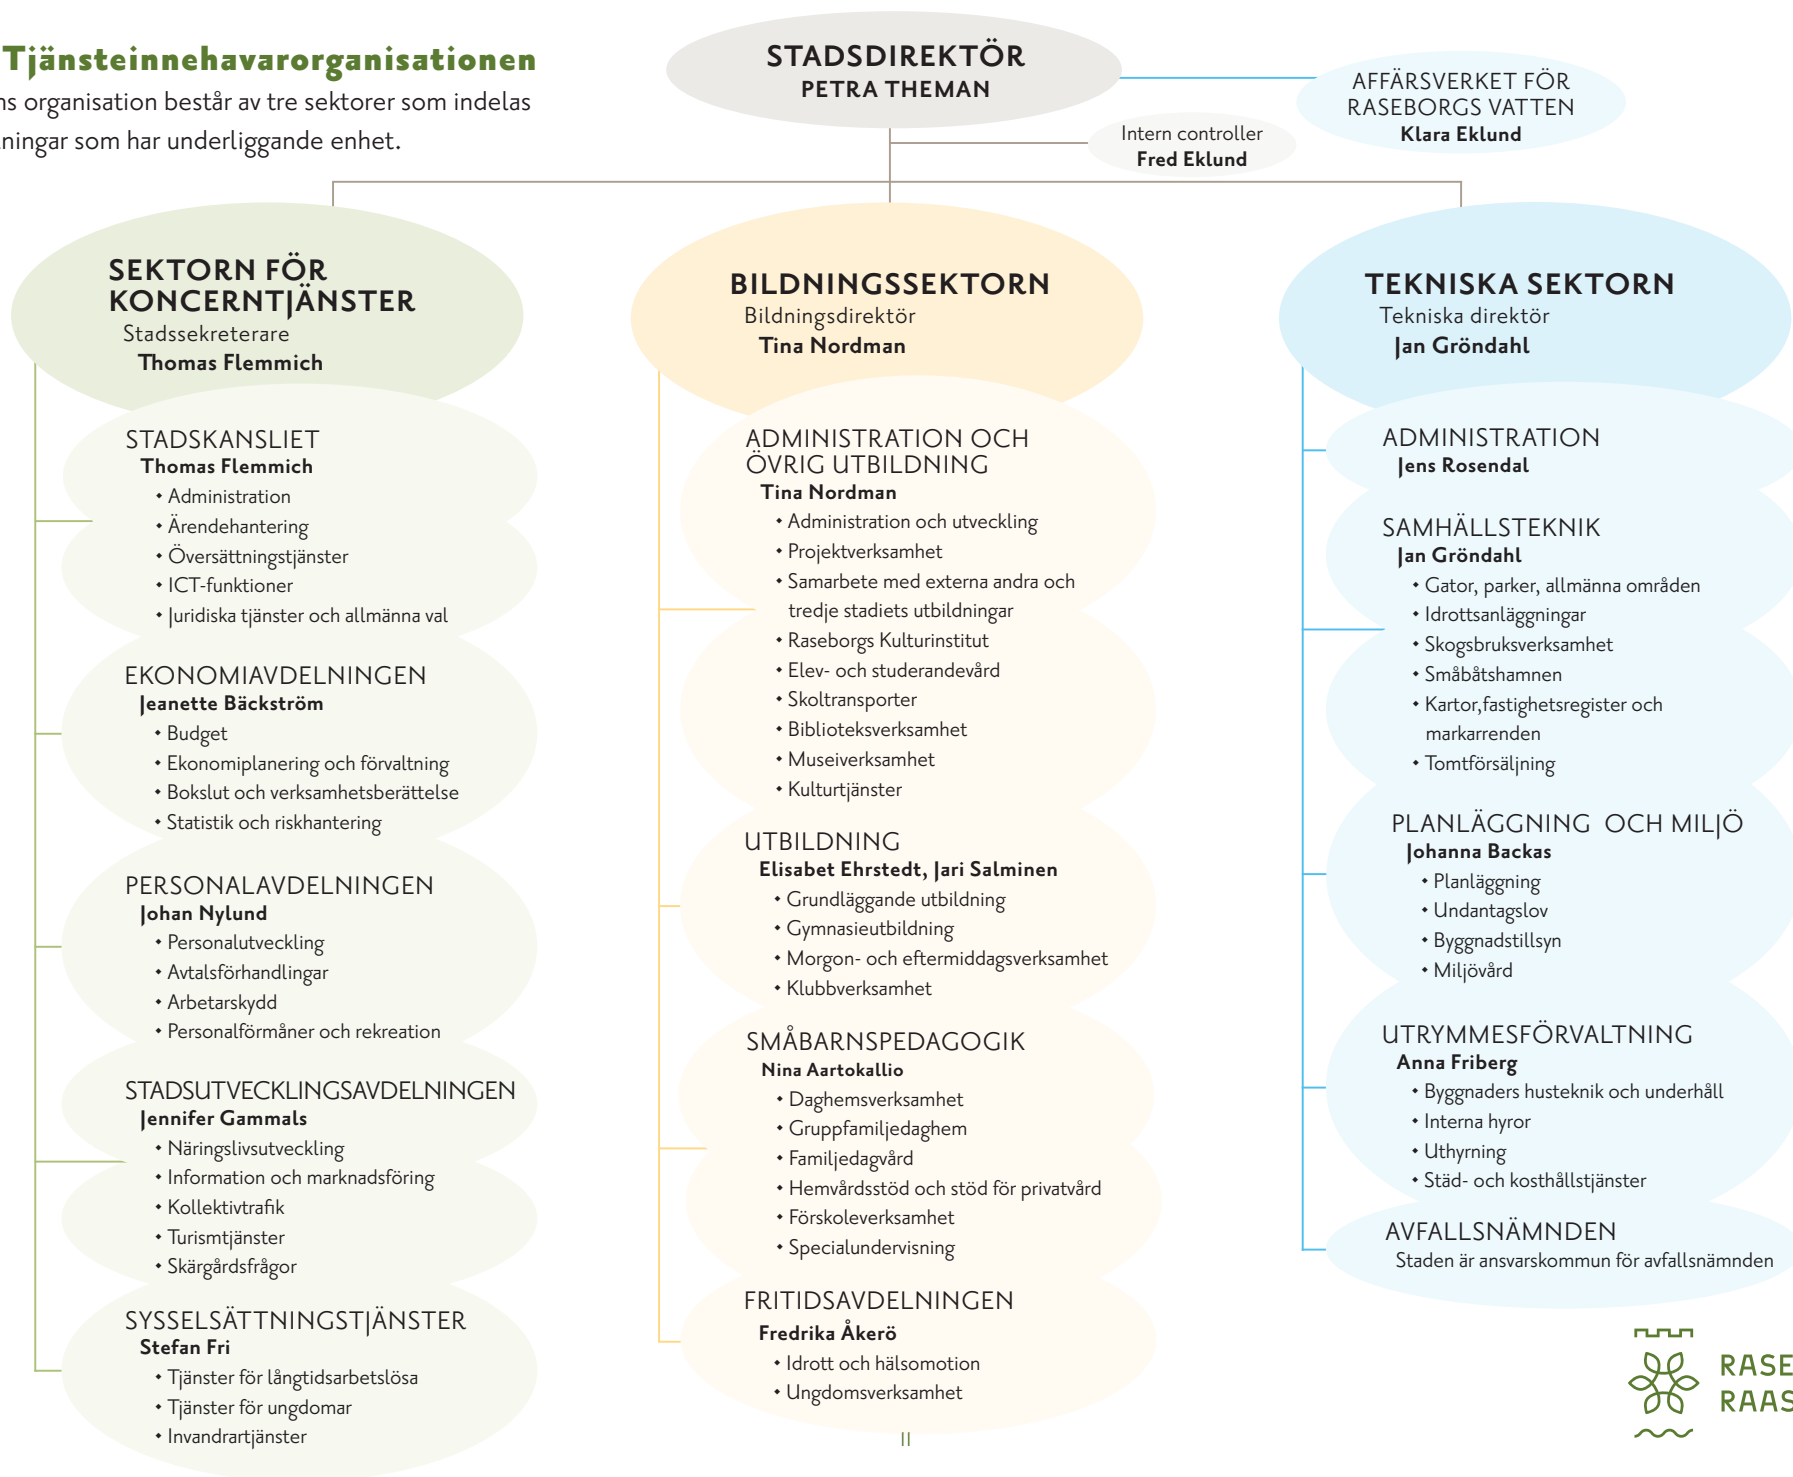 Tjänsteinnehavarorganisationen
organisation består av tre sektorer som indelas
som har underliggande enhet.
STADSDIREKTÖR
PETRA THEMAN
AFFÄRSVERKET FÖR
RASEBORGS VATTEN
Klara Eklund
Intern controller
Fred Eklund
SEKTORN FÖR
KONCERNTJÄNSTER
Stadssekreterare
Thomas Flemmich
STADSKANSLIET
Thomas Flemmich
• Administration
• Ärendehantering
• Översättningstjänster
• ICT-funktioner
• Juridiska tjänster och allmänna val
EKONOMIAVDELNINGEN
Jeanette Bäckström
• Budget
• Ekonomiplanering och förvaltning
• Bokslut och verksamhetsberättelse
• Statistik och riskhantering
PERSONALAVDELNINGEN
Johan Nylund
• Personalutveckling
• Avtalsförhandlingar
• Arbetarskydd
• Personalförmåner och rekreation
STADSUTVECKLINGSAVDELNINGEN
Jennifer Gammals
• Näringslivsutveckling
• Information och marknadsföring
• Kollektivtrafik
• Turismtjänster
• Skärgårdsfrågor
SYSSELSÄTTNINGSTJÄNSTER
Stefan Fri
• Tjänster för långtidsarbetslösa
• Tjänster för ungdomar
• Invandrartjänster
BILDNINGSSEKTORN
Bildningsdirektör
Tina Nordman
ADMINISTRATION OCH
ÖVRIG UTBILDNING
Tina Nordman
• Administration och utveckling
• Projektverksamhet
• Samarbete med externa andra och
tredje stadiets utbildningar
• Raseborgs Kulturinstitut
• Elev- och studerandevård
• Skoltransporter
• Biblioteksverksamhet
• Museiverksamhet
• Kulturtjänster
UTBILDNING
Elisabet Ehrstedt, Jari Salminen
• Grundläggande utbildning
• Gymnasieutbildning
• Morgon- och eftermiddagsverksamhet
• Klubbverksamhet
SMÅBARNSPEDAGOGIK
Nina Aartokallio
• Daghemsverksamhet
• Gruppfamiljedaghem
• Familjedagvård
• Hemvårdsstöd och stöd för privatvård
• Förskoleverksamhet
• Specialundervisning
FRITIDSAVDELNINGEN
Fredrika Åkerö
• Idrott och hälsomotion
• Ungdomsverksamhet
TEKNISKA SEKTORN
Tekniska direktör
Jan Gröndahl
ADMINISTRATION
Jens Rosendal
SAMHÄLLSTEKNIK
Jan Gröndahl
• Gator, parker, allmänna områden
• Idrottsanläggningar
• Skogsbruksverksamhet
• Småbåtshamnen
• Kartor,fastighetsregister och
markarrenden
• Tomtförsäljning
PLANLÄGGNING OCH MILJÖ
Johanna Backas
• Planläggning
• Undantagslov
• Byggnadstillsyn
• Miljövård
UTRYMMESFÖRVALTNING
Anna Friberg
• Byggnaders husteknik och underhåll
• Interna hyror
• Uthyrning
• Städ- och kosthållstjänster
AVFALLSNÄMNDEN
Staden är ansvarskommun för avfallsnämnden
11